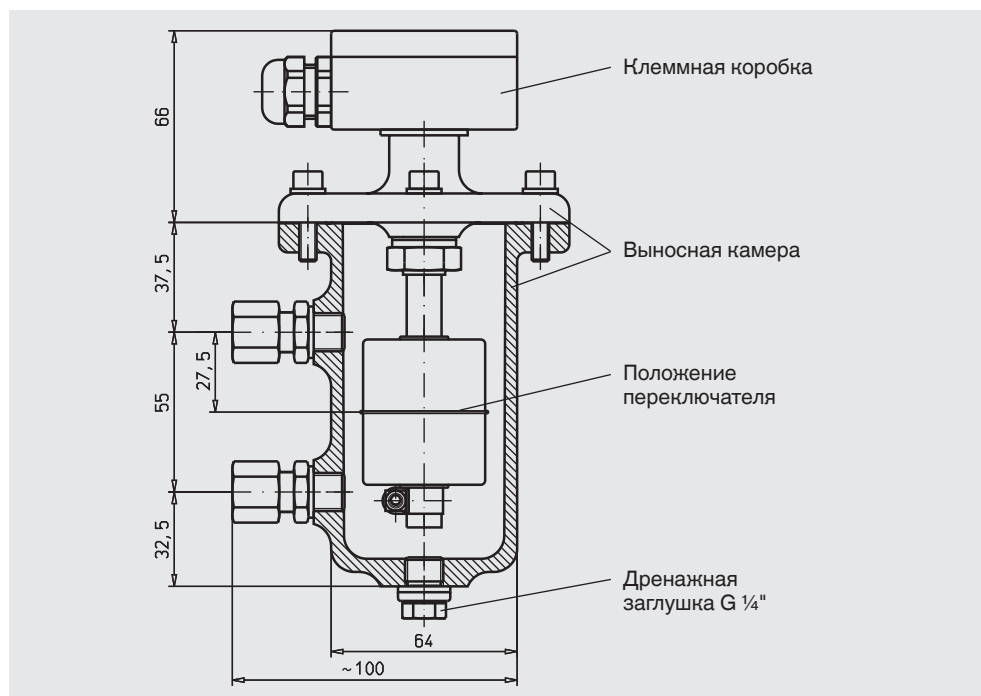 Клеммная коробка
66
Выносная камера
37,5
27,5
55
Положение
переключателя
32,5
Дренажная
заглушка G ¼"
64
~100